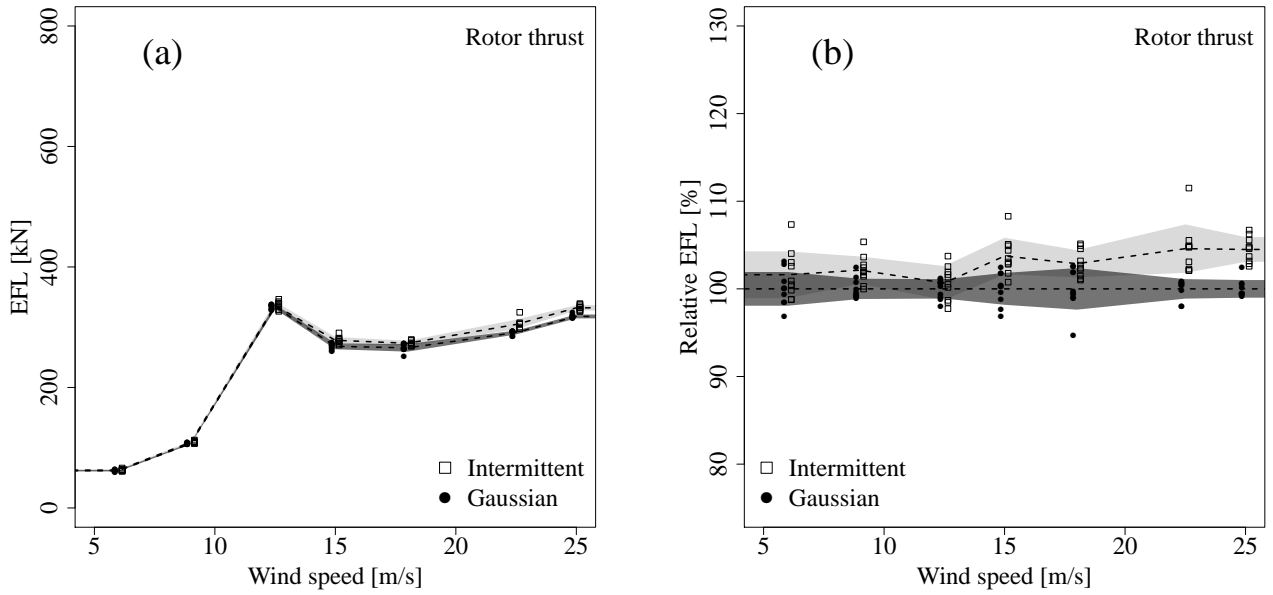 (a)
Rotor thrust
EFL [kN]
800
600
400
200
0
Intermittent
Gaussian
5
10
15
20
25
Wind speed [m/s]
(b)
Rotor thrust
Relative EFL [%]
130
120
110
100
90
80
Intermittent
Gaussian
5
10
15
20
25
Wind speed [m/s]